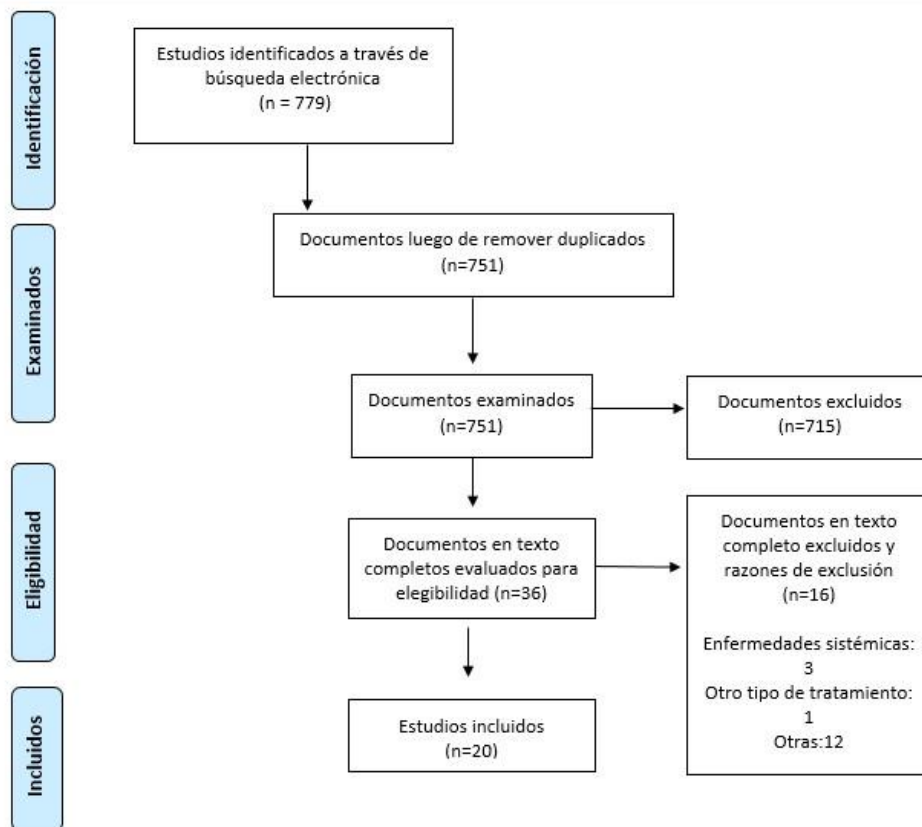 Identificación
Estudios identificados a través de
búsqueda electrónica
(n = 779)
Examinados
Documentos luego de remover duplicados
(n=751)
Documentos examinados
(n=751)
Documentos excluidos
(n=715)
Eligibilidad
Documentos en texto
completos evaluados para
elegibilidad (n=36)
Documentos en texto
completo excluidos y
razones de exclusión
(n=16)
Enfermedades sistémicas:
3
Otro tipo de tratamiento:
1
Otras:12
Incluidos
Estudios incluidos
(n=20)